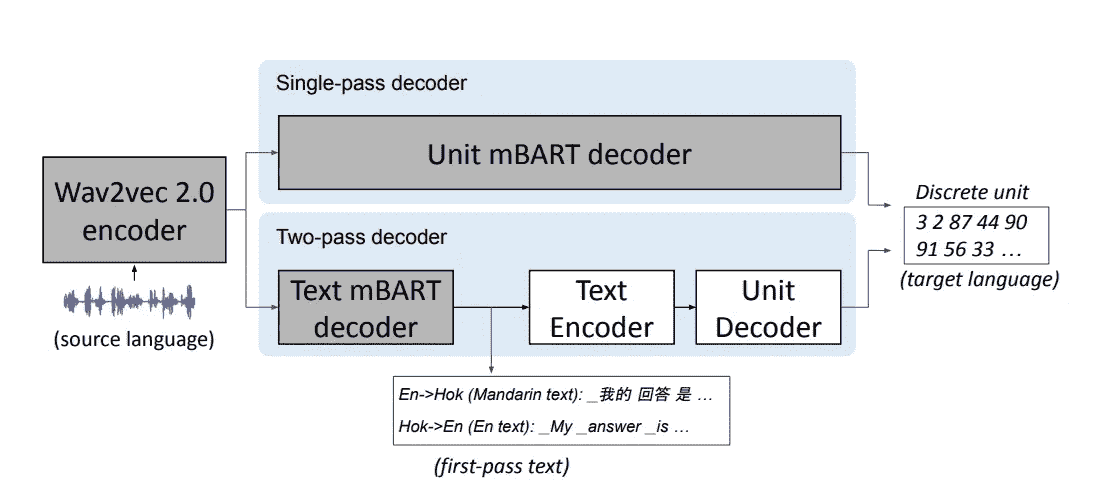 Single-pass decoder
Unit mBART decoder
Wav2vec 2.0
encoder
(source language)
Two-pass decoder
Text mBART
decoder
Text
Encoder
Unit
Decoder
Discrete unit
3 2 87 44 90
91 56 33 ...
(target language)
En->Hok (Mandarin text): _我的 回答 是 ...
Hok->En (En text): _My _answer _is ...
(first-pass text)